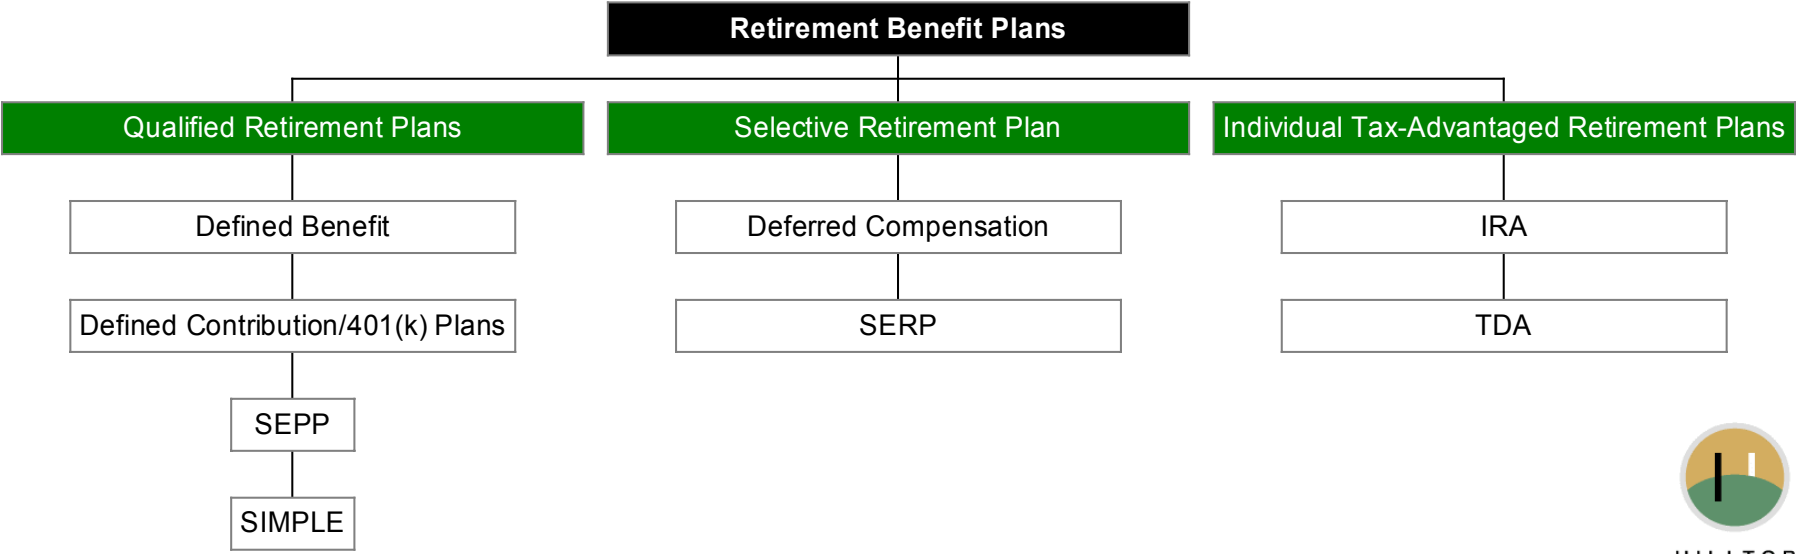 Retirement Benefit Plans
Qualified Retirement Plans
Selective Retirement Plan
Individual Tax-Advantaged Retirement Plans
Defined Benefit
Deferred Compensation
IRA
Defined Contribution/401(k) Plans
SERP
TDA
SEPP
SIMPLE